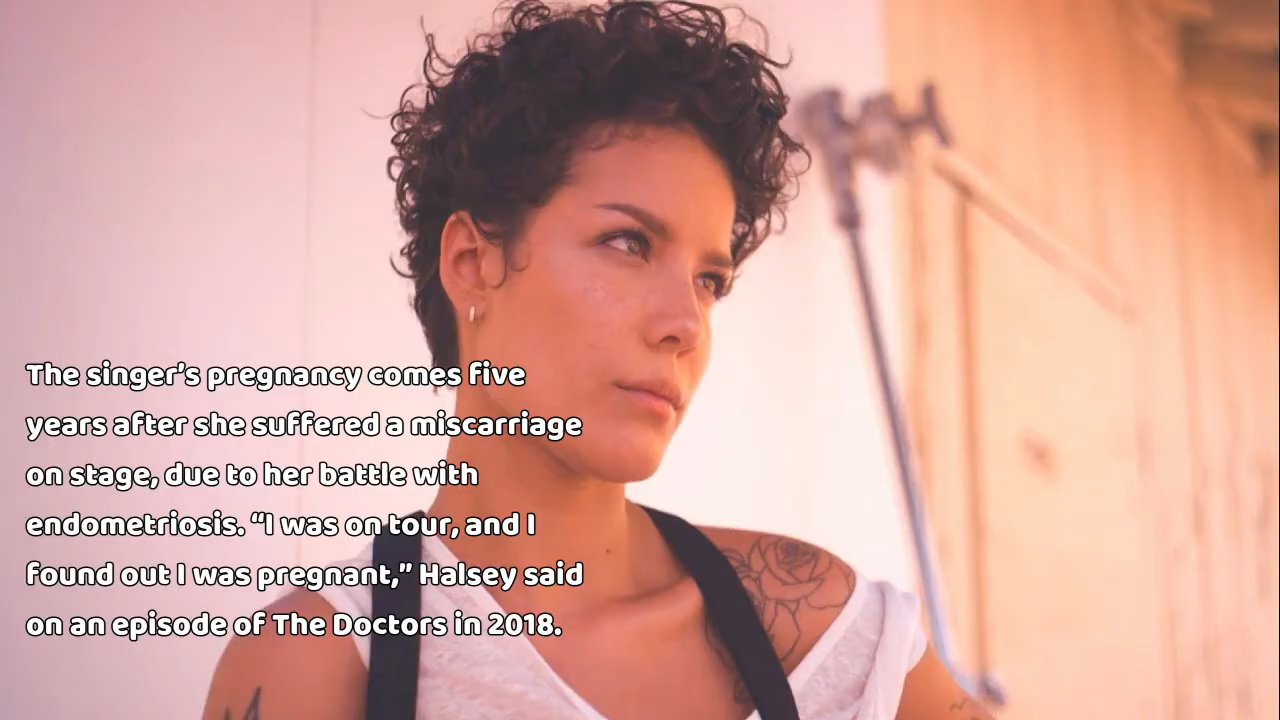 The singer’s pregnancy comes five
years after she suffered a miscarriage
on stage, due to her battle with
endometriosis. “I was on tour, and I
found out I was pregnant,” Halsey said
on an episode of The Doctors in 2018.